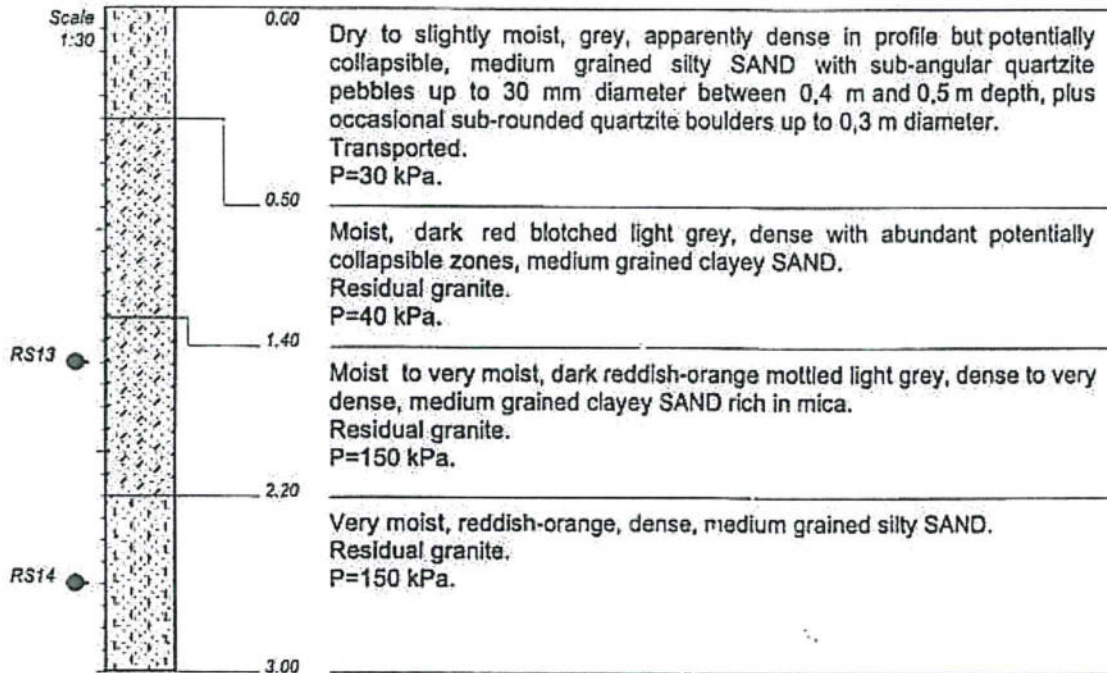 Scale
1:30
0.00
Dry to slightly moist, grey, apparently dense in profile but potentially
collapsible, medium grained silty SAND with sub-angular quartzite
pebbles up to 30 mm diameter between 0,4 m and 0,5 m depth, plus
occasional sub-rounded quartzite boulders up to 0,3 m diameter.
Transported.
P=30 kPa.
0.50
Moist, dark red blotched light grey, dense with abundant potentially
collapsible zones, medium grained clayey SAND.
Residual granite.
P=40 kPa.
1.40
RS13
Moist to very moist, dark reddish-orange mottled light grey, dense to very
dense, medium grained clayey SAND rich in mica.
Residual granite.
P=150 kPa.
2.20
Very moist, reddish-orange, dense, medium grained silty SAND.
Residual granite.
P=150 kPa.
RS14
3.00